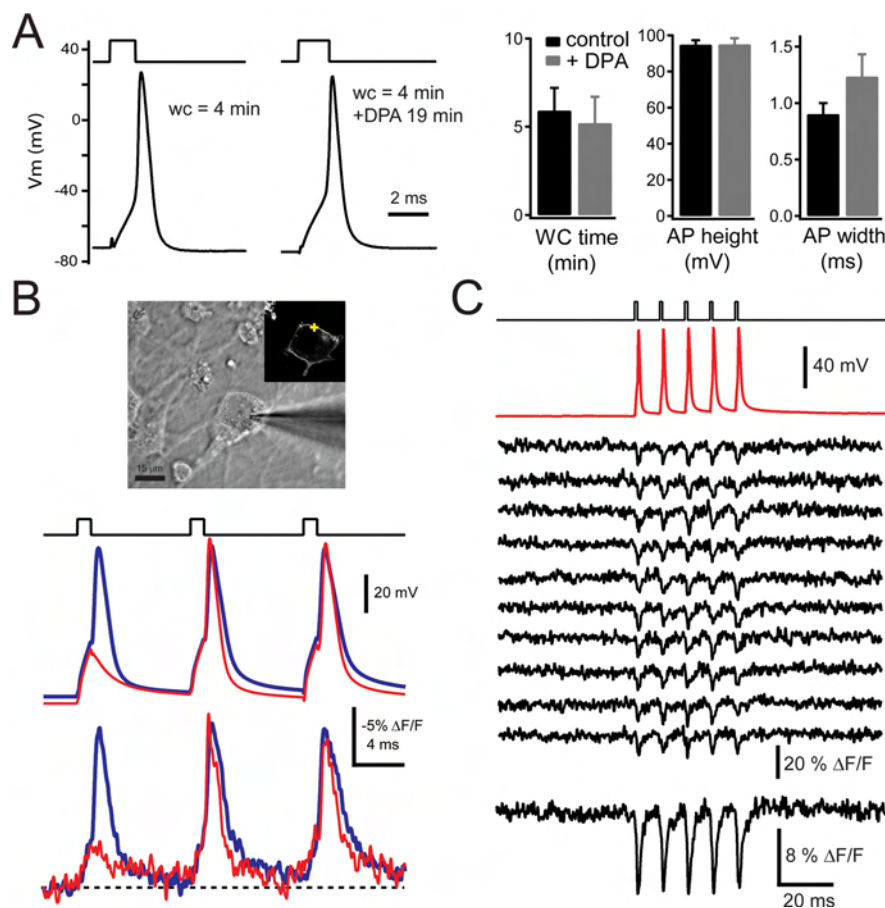 A
40
0
-40
-80
Vm (mV)
wc = 4 min
wc = 4 min
+DPA 19 min
2 ms
10
5
0
control
+ DPA
WC time
(min)
100
80
60
40
20
0
AP height
(mV)
1.5
1.0
0.5
0.0
AP width
(ms)
B
15 µm
20 mV
-5% ΔF/F
4 ms
C
40 mV
20 % ΔF/F
8 % ΔF/F
20 ms